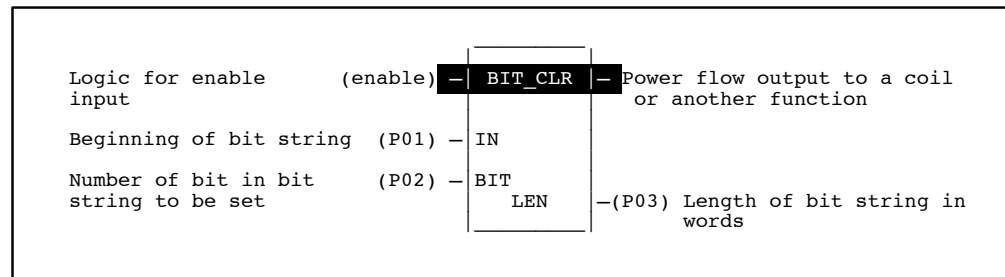 Logic for enable (enable) BIT_CLR Power flow output to a coil
input or another function
Beginning of bit string (P01) IN
Number of bit in bit (P02) BIT
string to be set LEN (P03) Length of bit string in
words